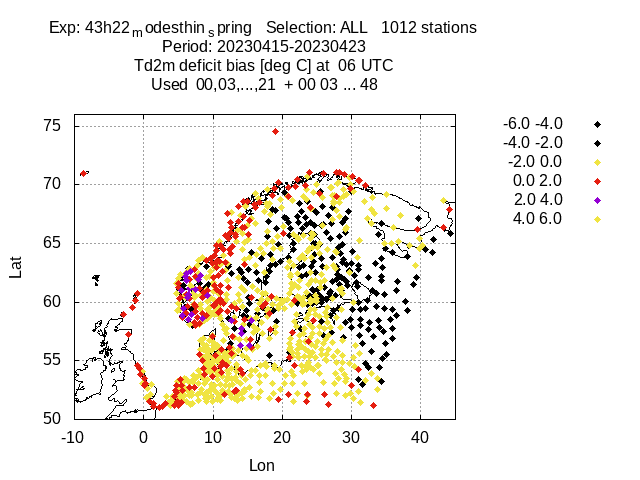 Exp: 43h22modesthinspring   Selection: ALL   1012 stations
Period: 20230415-20230423
Td2m deficit bias [deg C] at  06 UTC
Used  00,03,...,21  + 00 03 ... 48
-6.0 -4.0
-4.0 -2.0
-2.0 0.0
0.0 2.0
2.0 4.0
4.0 6.0
75
70
65
60
55
50
Lat
-10 0 10 20 30 40
Lon